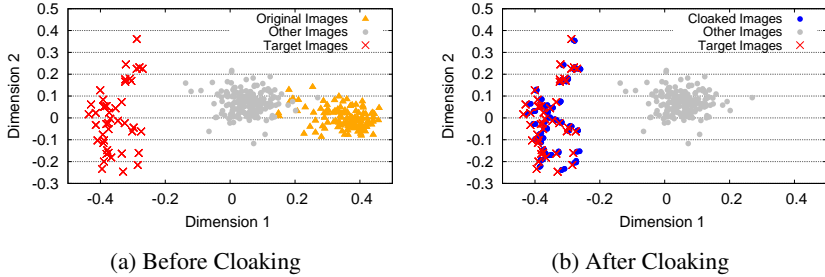 Original Images
Other Images
Target Images
Dimension 2
0.5
0.4
0.3
0.2
0.1
0
-0.1
-0.2
-0.3
-0.4
-0.2
0
0.2
0.4
Dimension 1
(a) Before Cloaking
Cloaked Images
Other Images
Target Images
Dimension 2
0.5
0.4
0.3
0.2
0.1
0
-0.1
-0.2
-0.3
-0.4
-0.2
0
0.2
0.4
Dimension 1
(b) After Cloaking